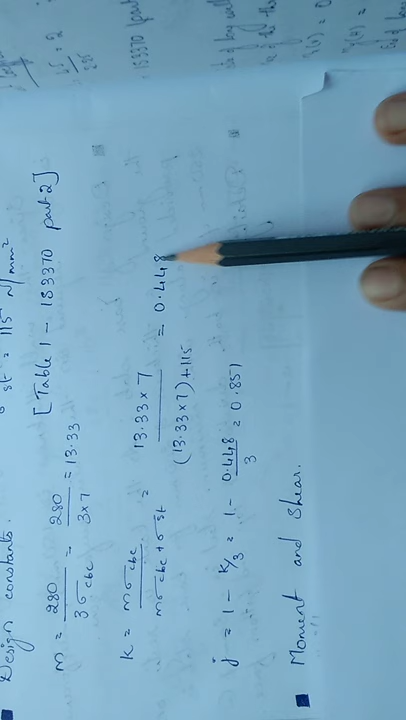 σst = 115 N/mm²
▪ Design constants.
m = 280 / 3σcbc = 280 / 3×7 = 13.33 [Table 1 - IS3370 part 2]
K = mσcbc / mσcbc + σst = 13.33×7 / (13.33×7)+115 = 0.448
j = 1 - K/3 = 1 - 0.448/3 = 0.851
▪ Moment and Shear.